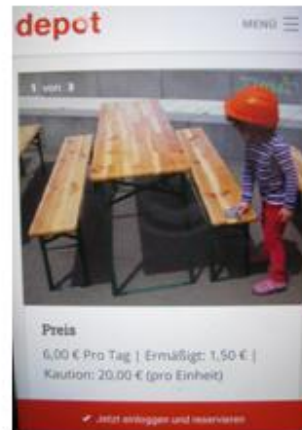 depot
MENÜ
1 von 3
Preis
6,00 € Pro Tag | Ermäßigt: 1,50 € |
Kaution: 20,00 € (pro Einheit)
Jetzt einloggen und reservieren